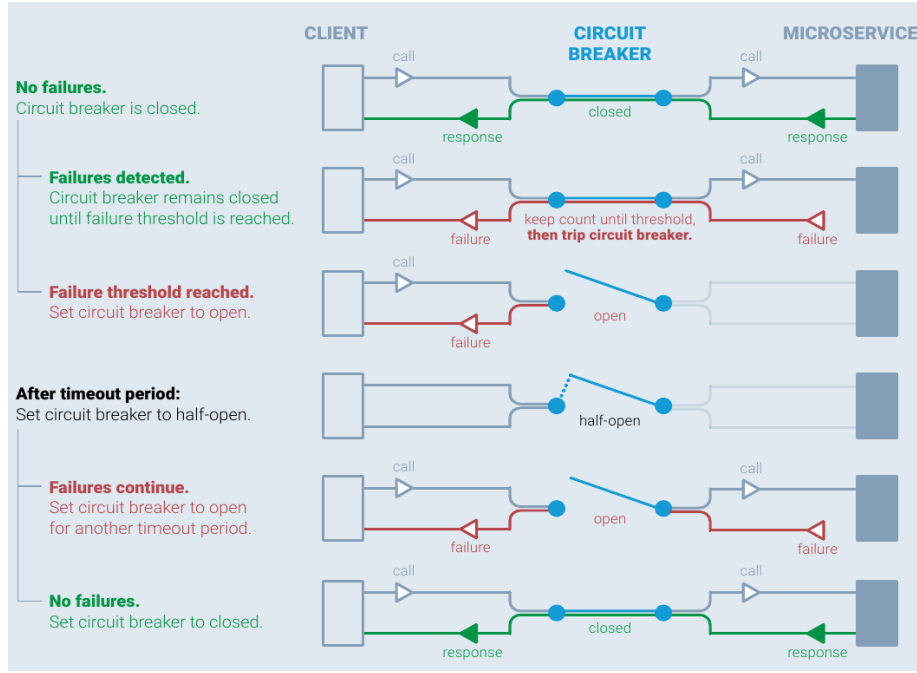 CLIENT
CIRCUIT
BREAKER
MICROSERVICE
No failures.
Circuit breaker is closed.
call
call
closed
response
response
Failures detected.
Circuit breaker remains closed
until failure threshold is reached.
call
call
keep count until threshold,
then trip circuit breaker.
failure
failure
Failure threshold reached.
Set circuit breaker to open.
call
open
failure
After timeout period:
Set circuit breaker to half-open.
half-open
Failures continue.
Set circuit breaker to open
for another timeout period.
call
call
open
failure
failure
No failures.
Set circuit breaker to closed.
call
call
closed
response
response